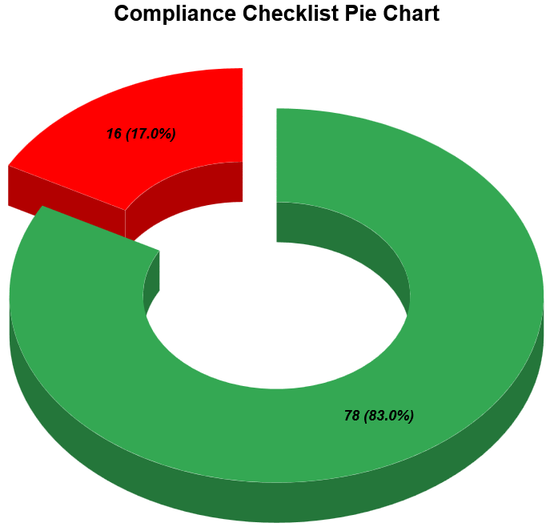 Compliance Checklist Pie Chart
16 (17.0%)
78 (83.0%)